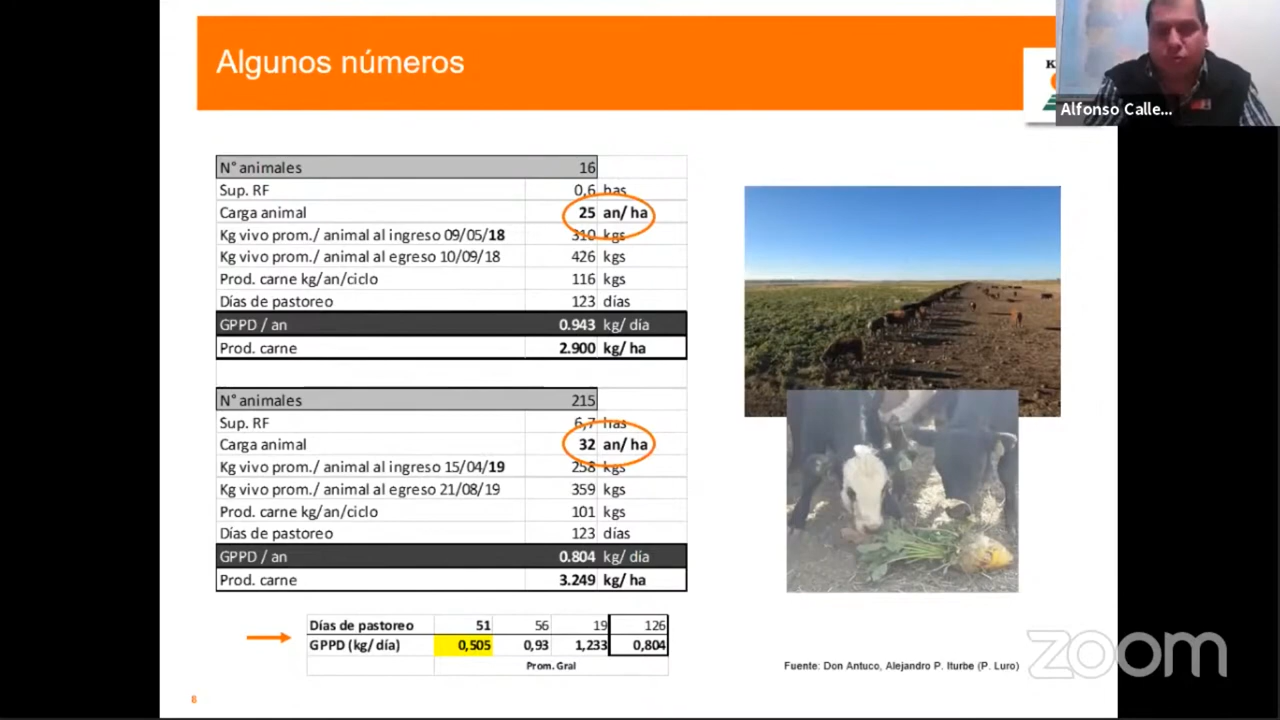 Algunos números
K
Alfonso Calle...
N° animales 16
Sup. RF 0,6 has
Carga animal 25 an/ ha
Kg vivo prom./ animal al ingreso 09/05/18 310 kgs
Kg vivo prom./ animal al egreso 10/09/18 426 kgs
Prod. carne kg/an/ciclo 116 kgs
Días de pastoreo 123 días
GPPD / an 0.943 kg/ día
Prod. carne 2.900 kg/ ha
N° animales 215
Sup. RF 6,7 has
Carga animal 32 an/ ha
Kg vivo prom./ animal al ingreso 15/04/19 258 kgs
Kg vivo prom./ animal al egreso 21/08/19 359 kgs
Prod. carne kg/an/ciclo 101 kgs
Días de pastoreo 123 días
GPPD / an 0.804 kg/ día
Prod. carne 3.249 kg/ ha
Días de pastoreo 51 56 19 126
GPPD (kg/ día) 0,505 0,93 1,233 0,804
Prom. Gral
Fuente: Don Antuco, Alejandro P. Iturbe (P. Luro)
zoom
8